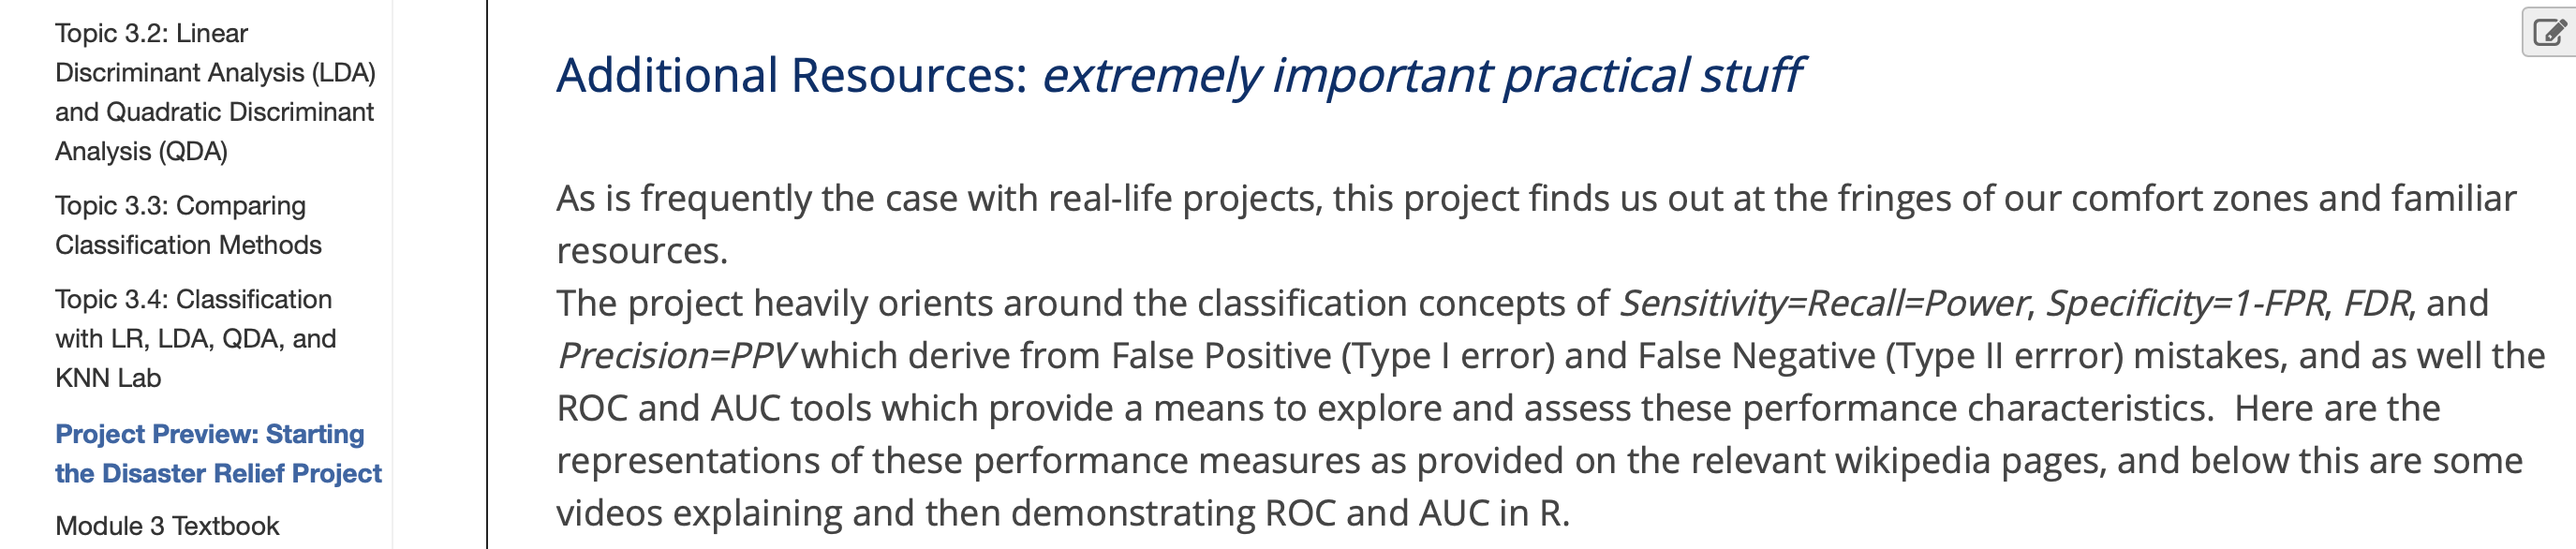 Topic 3.2: Linear
Discriminant Analysis (LDA)
and Quadratic Discriminant
Analysis (QDA)
Topic 3.3: Comparing
Classification Methods
Topic 3.4: Classification
with LR, LDA, QDA, and
KNN Lab
Project Preview: Starting
the Disaster Relief Project
Module 3 Textbook
Additional Resources: extremely important practical stuff
As is frequently the case with real-life projects, this project finds us out at the fringes of our comfort zones and familiar
resources.
The project heavily orients around the classification concepts of Sensitivity=Recall=Power, Specificity=1-FPR, FDR, and
Precision=PPV which derive from False Positive (Type I error) and False Negative (Type II errror) mistakes, and as well the
ROC and AUC tools which provide a means to explore and assess these performance characteristics.  Here are the
representations of these performance measures as provided on the relevant wikipedia pages, and below this are some
videos explaining and then demonstrating ROC and AUC in R.